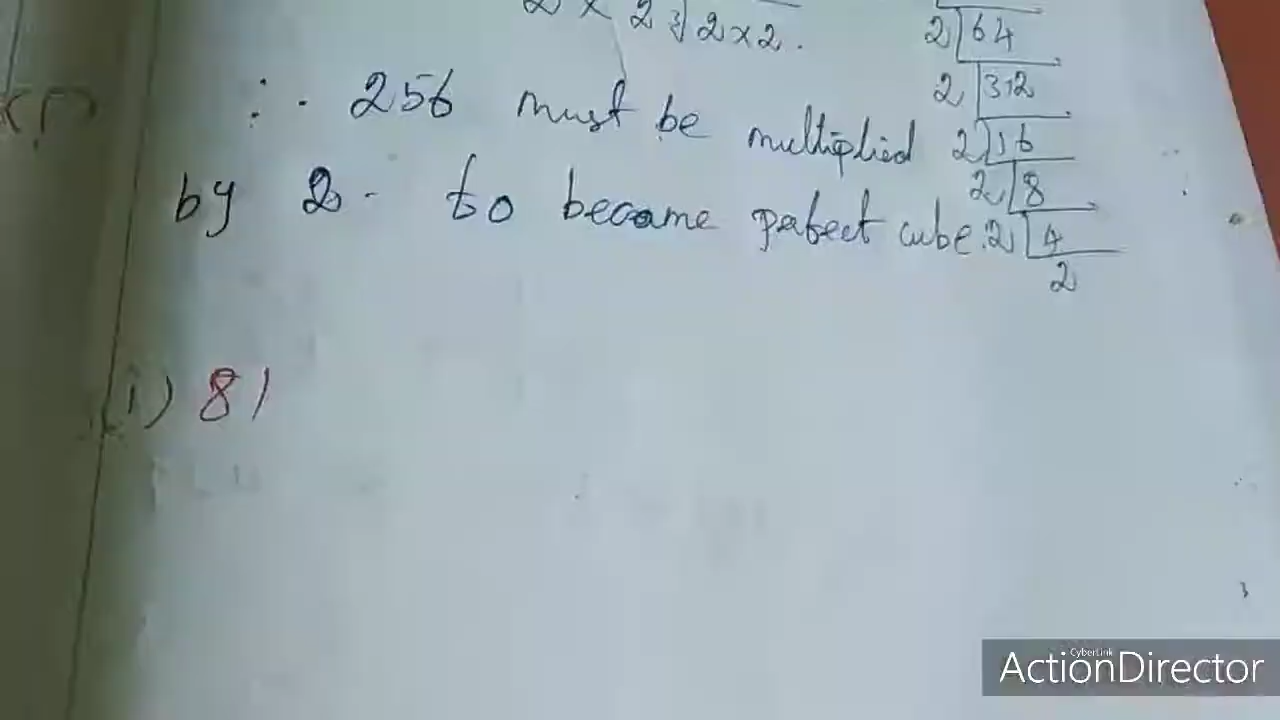 2 × 2 ∛2×2.
∴ 256 must be multiplied
by 2 - to become perfect cube.
2 64
2 32
2 16
2 8
2 4
2
(i) 81
CyberLink
ActionDirector